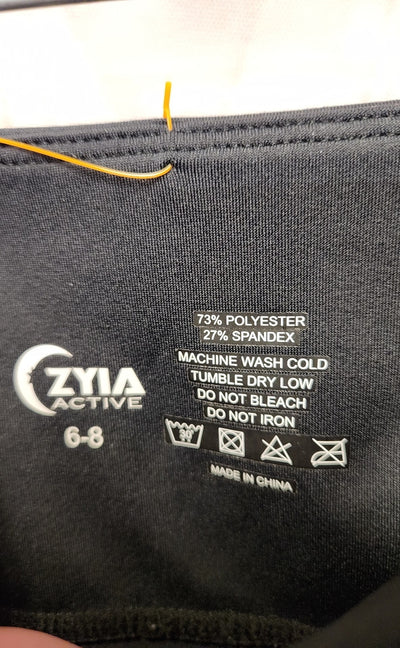 73% POLYESTER
27% SPANDEX
MACHINE WASH COLD
TUMBLE DRY LOW
DO NOT BLEACH
DO NOT IRON
30°
MADE IN CHINA
ZYIA
ACTIVE
6-8